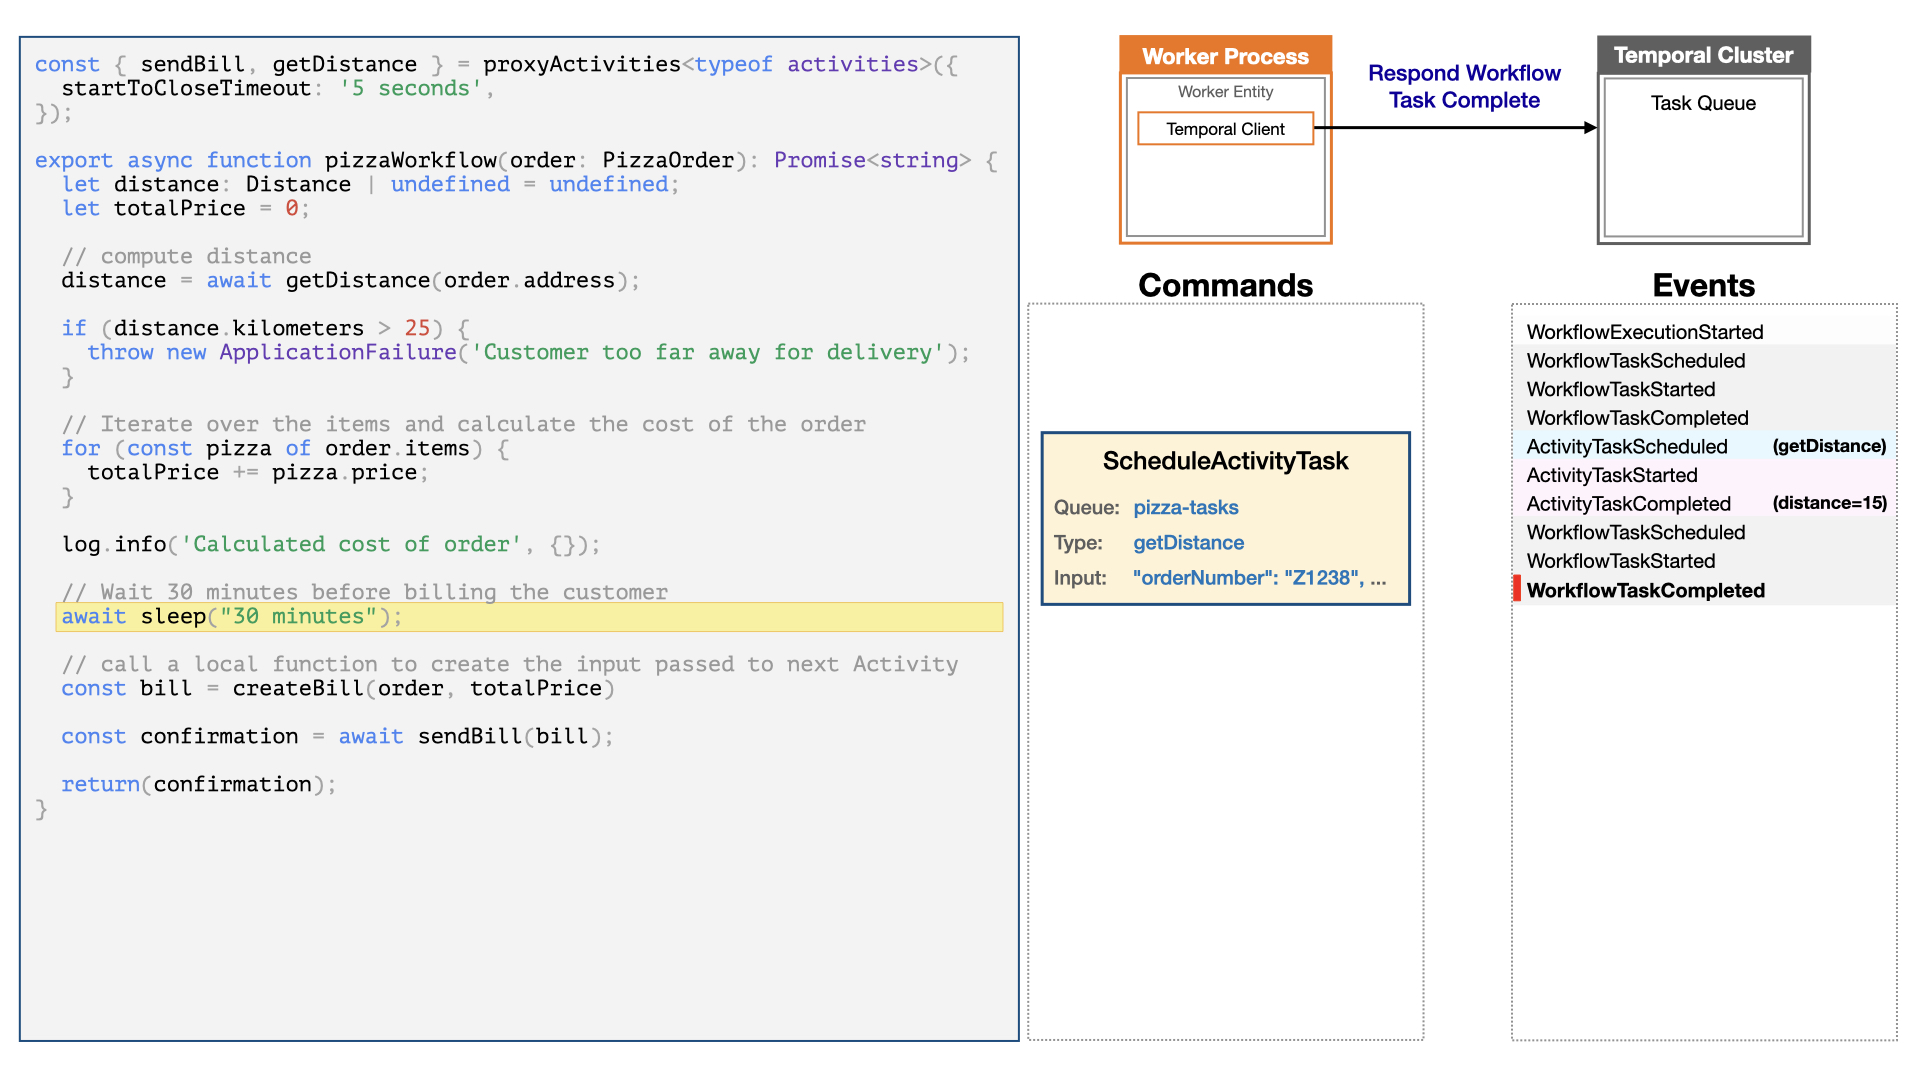 const { sendBill, getDistance } = proxyActivities<typeof activities>({
  startToCloseTimeout: '5 seconds',
});
export async function pizzaWorkflow(order: PizzaOrder): Promise<string> {
  let distance: Distance | undefined = undefined;
  let totalPrice = 0;
  // compute distance
  distance = await getDistance(order.address);
  if (distance.kilometers > 25) {
    throw new ApplicationFailure('Customer too far away for delivery');
  }
  // Iterate over the items and calculate the cost of the order
  for (const pizza of order.items) {
    totalPrice += pizza.price;
  }
  log.info('Calculated cost of order', {});
  // Wait 30 minutes before billing the customer
  await sleep("30 minutes");
  // call a local function to create the input passed to next Activity
  const bill = createBill(order, totalPrice)
  const confirmation = await sendBill(bill);
  return(confirmation);
}
Worker Process
Worker Entity
Temporal Client
Respond Workflow
Task Complete
Temporal Cluster
Task Queue
Commands
ScheduleActivityTask
Queue: pizza-tasks
Type: getDistance
Input: "orderNumber": "Z1238", ...
Events
WorkflowExecutionStarted
WorkflowTaskScheduled
WorkflowTaskStarted
WorkflowTaskCompleted
ActivityTaskScheduled (getDistance)
ActivityTaskStarted
ActivityTaskCompleted (distance=15)
WorkflowTaskScheduled
WorkflowTaskStarted
WorkflowTaskCompleted